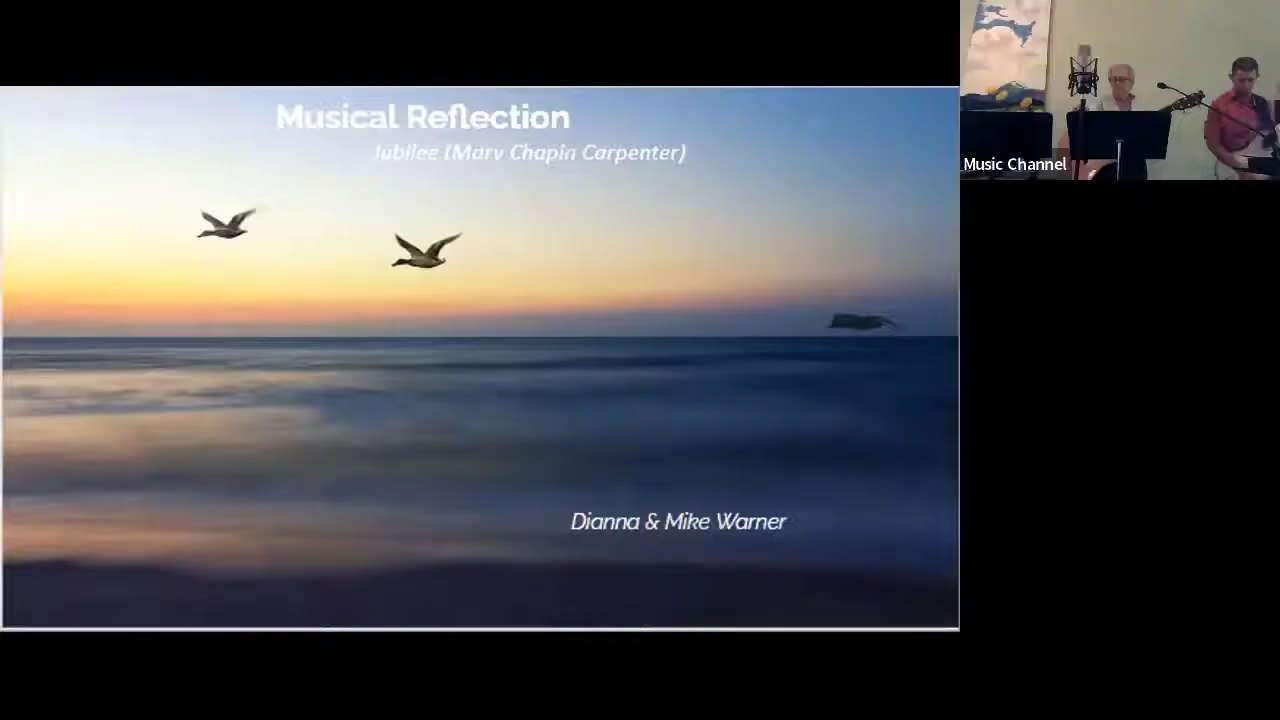 Musical Reflection
Jubilee (Mary Chapin Carpenter)
Music Channel
Dianna & Mike Warner